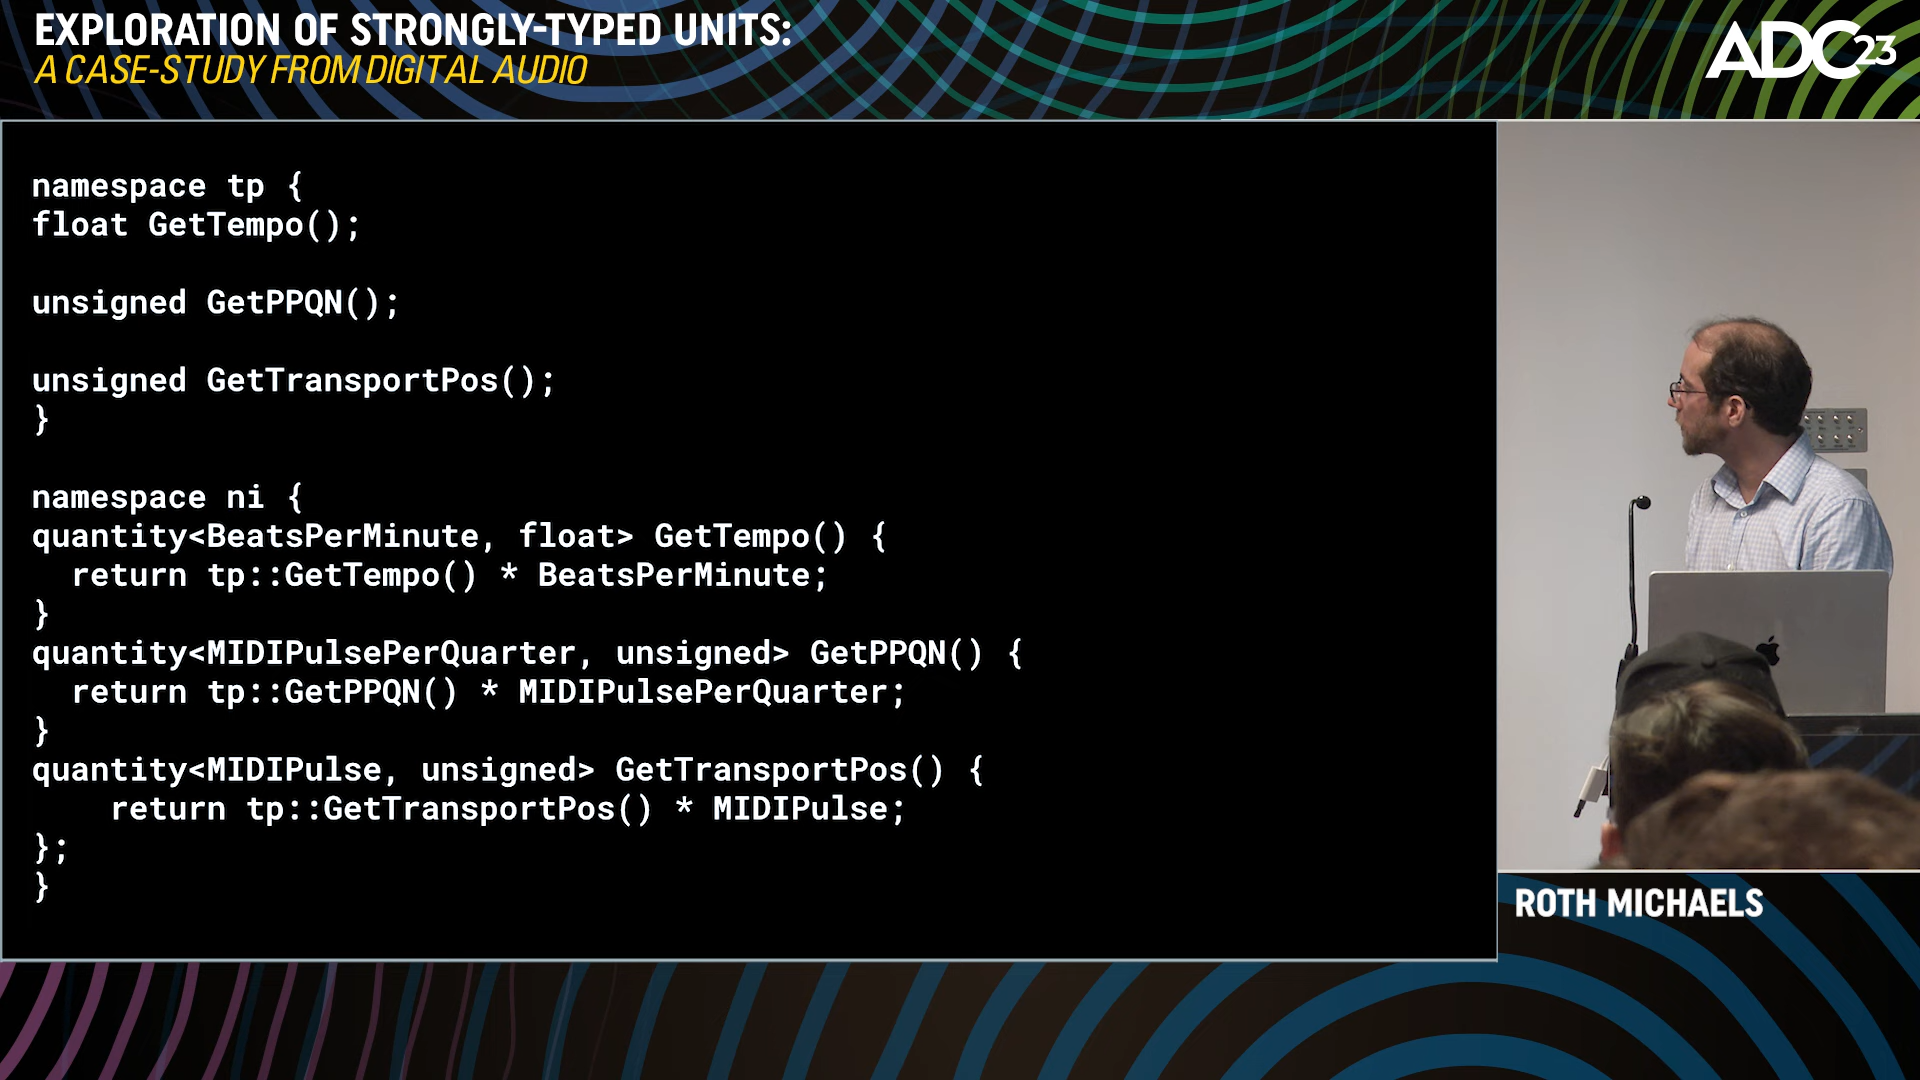 EXPLORATION OF STRONGLY-TYPED UNITS:
A CASE-STUDY FROM DIGITAL AUDIO
ADC23
namespace tp {
float GetTempo();
unsigned GetPPQN();
unsigned GetTransportPos();
}
namespace ni {
quantity<BeatsPerMinute, float> GetTempo() {
  return tp::GetTempo() * BeatsPerMinute;
}
quantity<MIDIPulsePerQuarter, unsigned> GetPPQN() {
  return tp::GetPPQN() * MIDIPulsePerQuarter;
}
quantity<MIDIPulse, unsigned> GetTransportPos() {
    return tp::GetTransportPos() * MIDIPulse;
};
}
ROTH MICHAELS